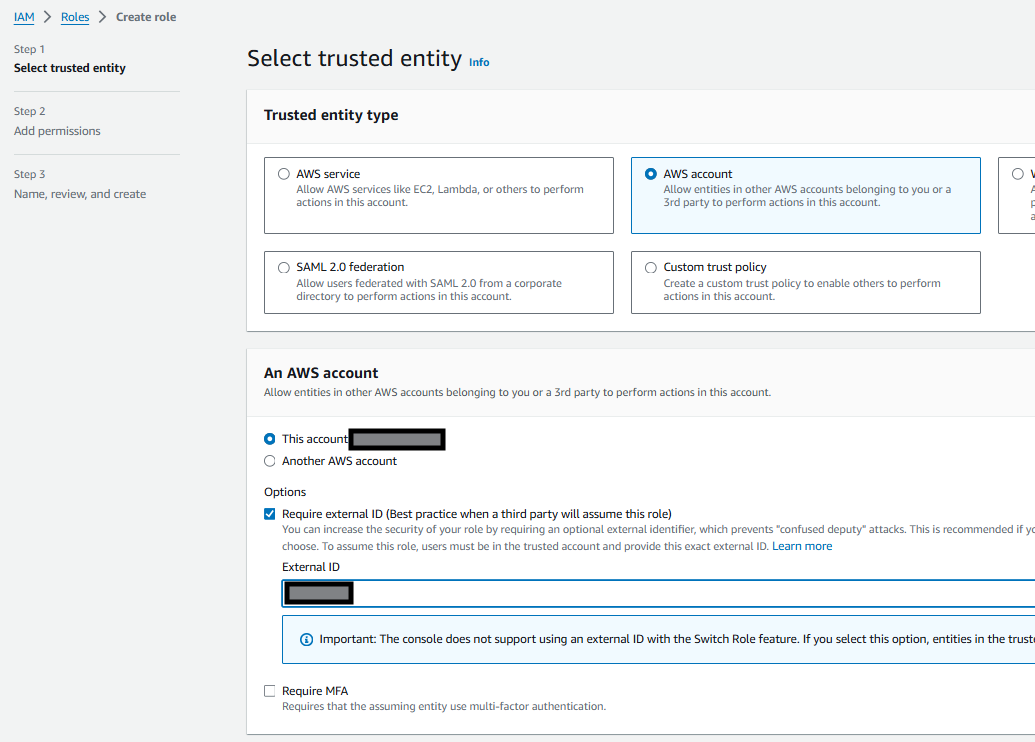 IAM > Roles > Create role
Step 1
Select trusted entity
Step 2
Add permissions
Step 3
Name, review, and create
Select trusted entity Info
Trusted entity type
AWS service
Allow AWS services like EC2, Lambda, or others to perform
actions in this account.
AWS account
Allow entities in other AWS accounts belonging to you or a
3rd party to perform actions in this account.
SAML 2.0 federation
Allow users federated with SAML 2.0 from a corporate
directory to perform actions in this account.
Custom trust policy
Create a custom trust policy to enable others to perform
actions in this account.
An AWS account
Allow entities in other AWS accounts belonging to you or a 3rd party to perform actions in this account.
This account
Another AWS account
Options
Require external ID (Best practice when a third party will assume this role)
You can increase the security of your role by requiring an optional external identifier, which prevents "confused deputy" attacks. This is recommended if
choose. To assume this role, users must be in the trusted account and provide this exact external ID. Learn more
External ID
Important: The console does not support using an external ID with the Switch Role feature. If you select this option, entities in the
Require MFA
Requires that the assuming entity use multi-factor authentication.